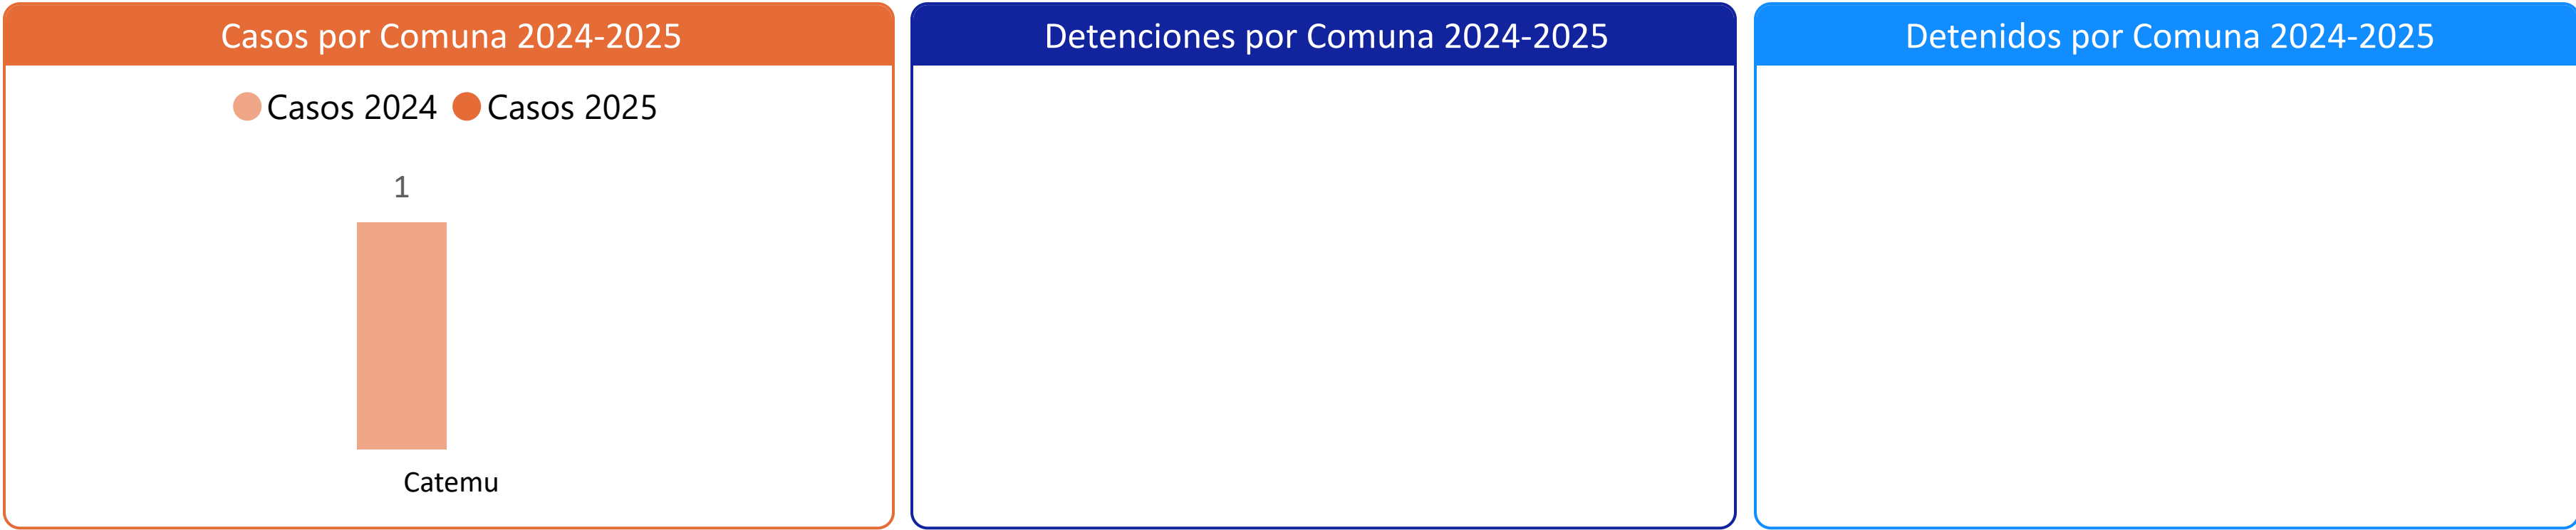 Casos por Comuna 2024-2025
Casos 2024 Casos 2025
1
Catemu
Detenciones por Comuna 2024-2025
Detenidos por Comuna 2024-2025